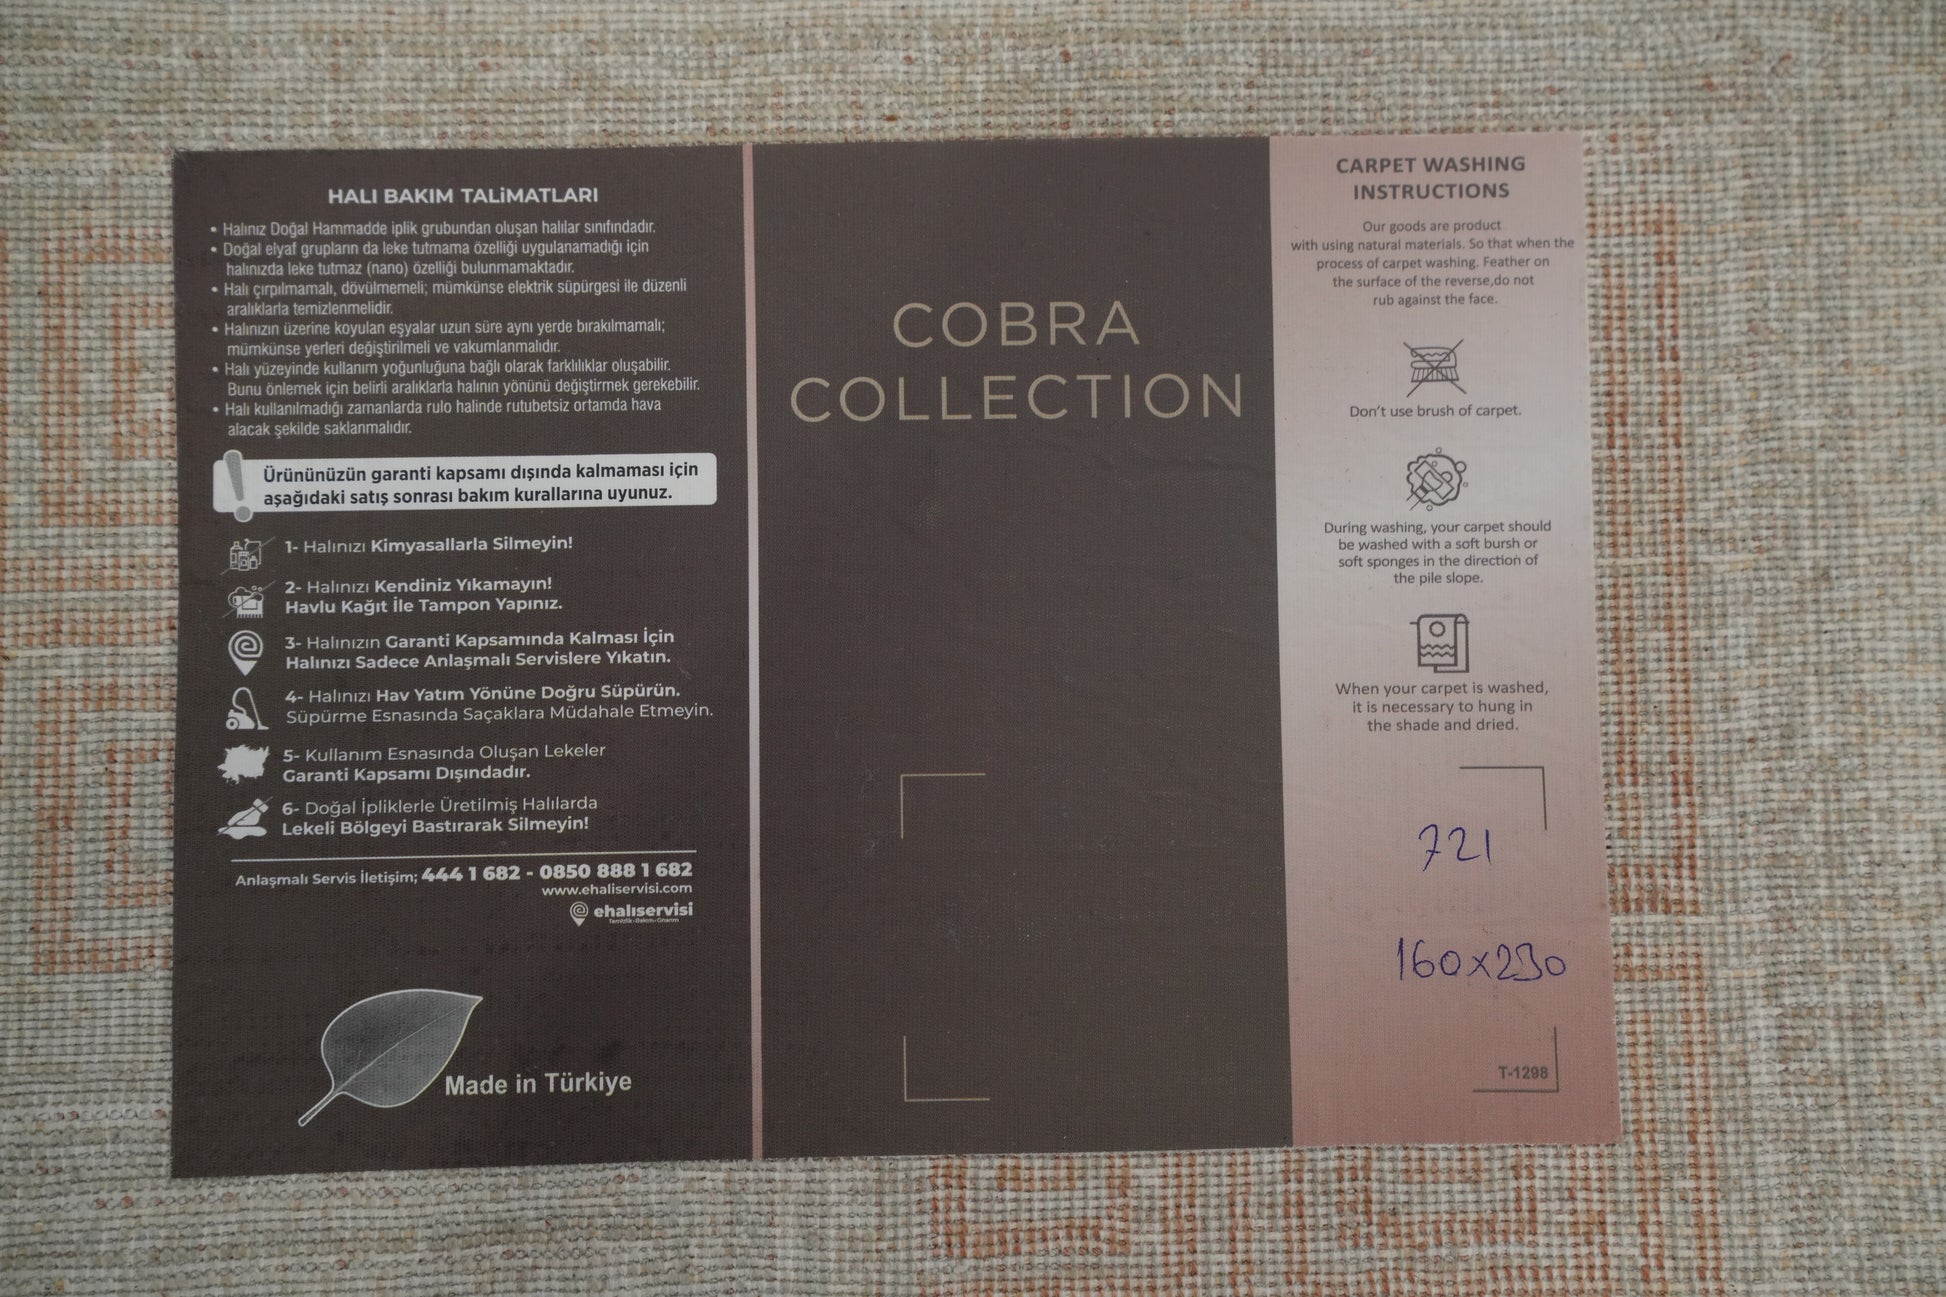 HALI BAKIM TALiMATLARI
• Halınız Doğal Hammadde iplik grubundan oluşan halılar sınıfındadır.
• Doğal elyaf grupların da leke tutmama özelliği uygulanamadığı için
halınızda leke tutmaz (nano) özelliği bulunmamaktadır.
• Halı çırpılmamalı, dövülmemeli; mümkünse elektrik süpürgesi ile düzenli
aralıklarla temizlenmelidir.
• Halınızın üzerine koyulan eşyalar uzun süre aynı yerde bırakılmamalı;
mümkünse yerleri değiştirilmeli ve vakumlanmalıdır.
• Halı yüzeyinde kullanım yoğunluğuna bağlı olarak farklılıklar oluşabilir.
Bunu önlemek için belirli aralıklarla halının yönünü değiştirmek gerekebilir.
• Halı kullanılmadığı zamanlarda rulo halinde rutubetsiz ortamda hava
alacak şekilde saklanmalıdır.
Ürününüzün garanti kapsamı dışında kalmaması için
aşağıdaki satış sonrası bakım kurallarına uyunuz.
1- Halınızı Kimyasallarla Silmeyin!
2- Halınızı Kendiniz Yıkamayın!
Havlu Kağıt İle Tampon Yapınız.
3- Halınızın Garanti Kapsamında Kalması İçin
Halınızı Sadece Anlaşmalı Servislere Yıkatın.
4- Halınızı Hav Yatım Yönüne Doğru Süpürün.
Süpürme Esnasında Saçaklara Müdahale Etmeyin.
5- Kullanım Esnasında Oluşan Lekeler
Garanti Kapsamı Dışındadır.
6- Doğal İpliklerle Üretilmiş Halılarda
Lekeli Bölgeyi Bastırarak Silmeyin!
Anlaşmalı Servis İletişim; 444 1 682 - 0850 888 1 682
www.ehaliservisi.com
ehalıservisi
Temizlik-Bakım-Onarım
Made in Türkiye
COBRA
COLLECTION
CARPET WASHING
INSTRUCTIONS
Our goods are product
with using natural materials. So that when the
process of carpet washing. Feather on
the surface of the reverse,do not
rub against the face.
Don't use brush of carpet.
During washing, your carpet should
be washed with a soft bursh or
soft sponges in the direction of
the pile slope.
When your carpet is washed,
it is necessary to hung in
the shade and dried.
721
160x230
T-1298